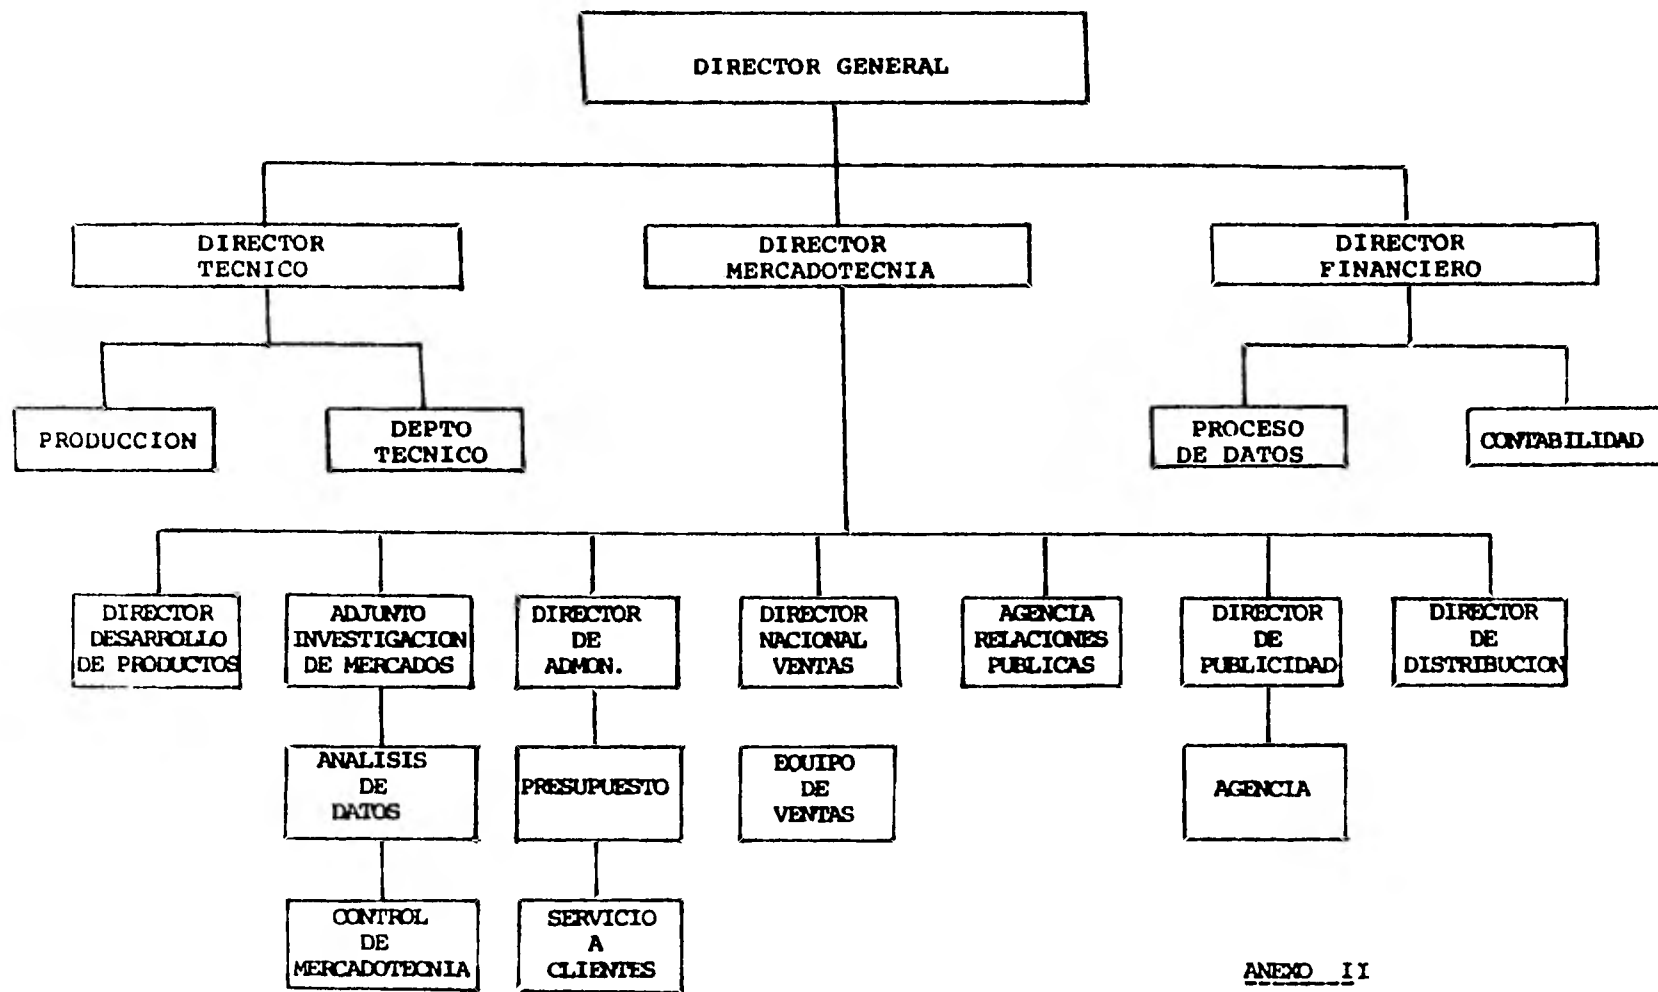 DIRECTOR GENERAL
DIRECTOR
TECNICO
DIRECTOR
MERCADOTECNIA
DIRECTOR
FINANCIERO
PRODUCCION
DEPTO
TECNICO
PROCESO
DE DATOS
CONTABILIDAD
DIRECTOR
DESARROLLO
DE PRODUCTOS
ADJUNTO
INVESTIGACION
DE MERCADOS
DIRECTOR
DE
ADMON.
DIRECTOR
NACIONAL
VENTAS
AGENCIA
RELACIONES
PUBLICAS
DIRECTOR
DE
PUBLICIDAD
DIRECTOR
DE
DISTRIBUCION
ANALISIS
DE
DATOS
PRESUPUESTO
EQUIPO
DE
VENTAS
AGENCIA
CONTROL
DE
MERCADOTECNIA
SERVICIO
A
CLIENTES
ANEXO II